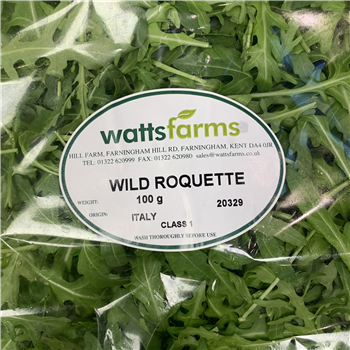 wattsfarms
HILL FARM, FARNINGHAM HILL RD, FARNINGHAM, KENT DA4 0JR
TEL: 01322 620999 FAX: 01322 620980 sales@wattsfarms.co.uk
WILD ROQUETTE
WEIGHT: 100 g 20329
ORIGIN: ITALY
CLASS 1
WASH THOROUGHLY BEFORE USE